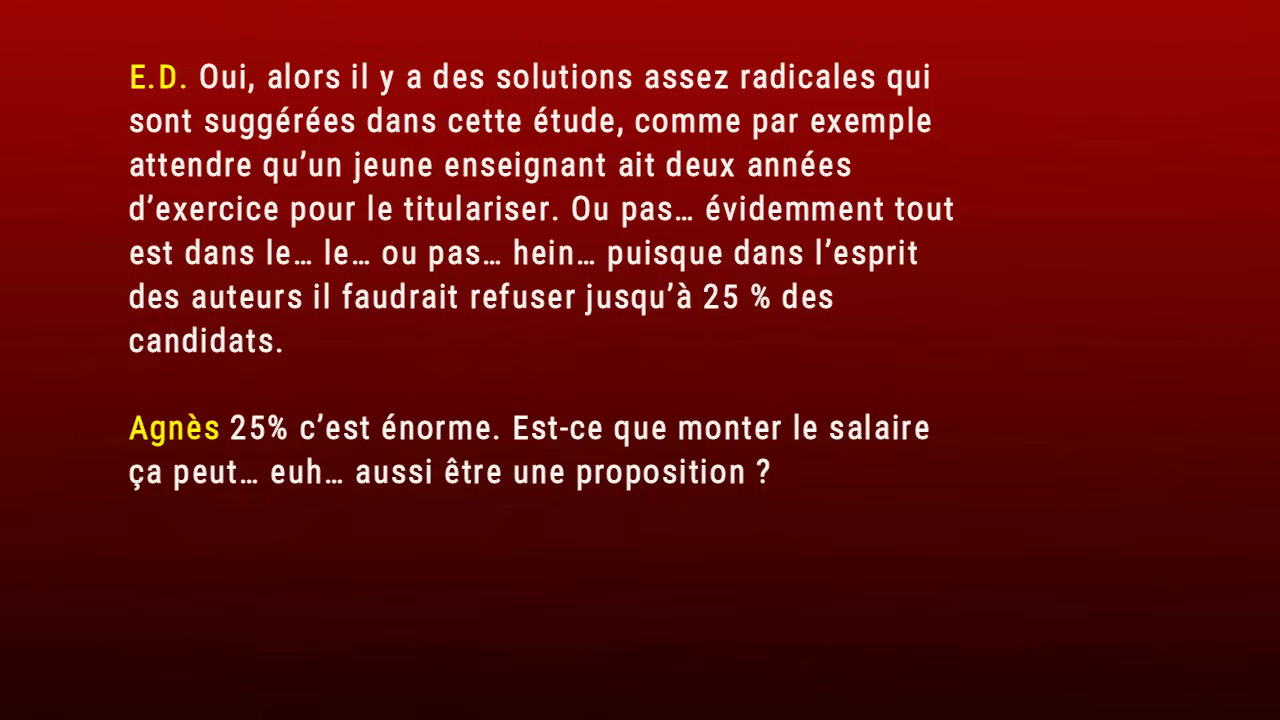 E.D. Oui, alors il y a des solutions assez radicales qui
sont suggérées dans cette étude, comme par exemple
attendre qu’un jeune enseignant ait deux années
d’exercice pour le titulariser. Ou pas… évidemment tout
est dans le… le… ou pas… hein… puisque dans l’esprit
des auteurs il faudrait refuser jusqu’à 25 % des
candidats.
Agnès 25% c’est énorme. Est-ce que monter le salaire
ça peut… euh… aussi être une proposition ?